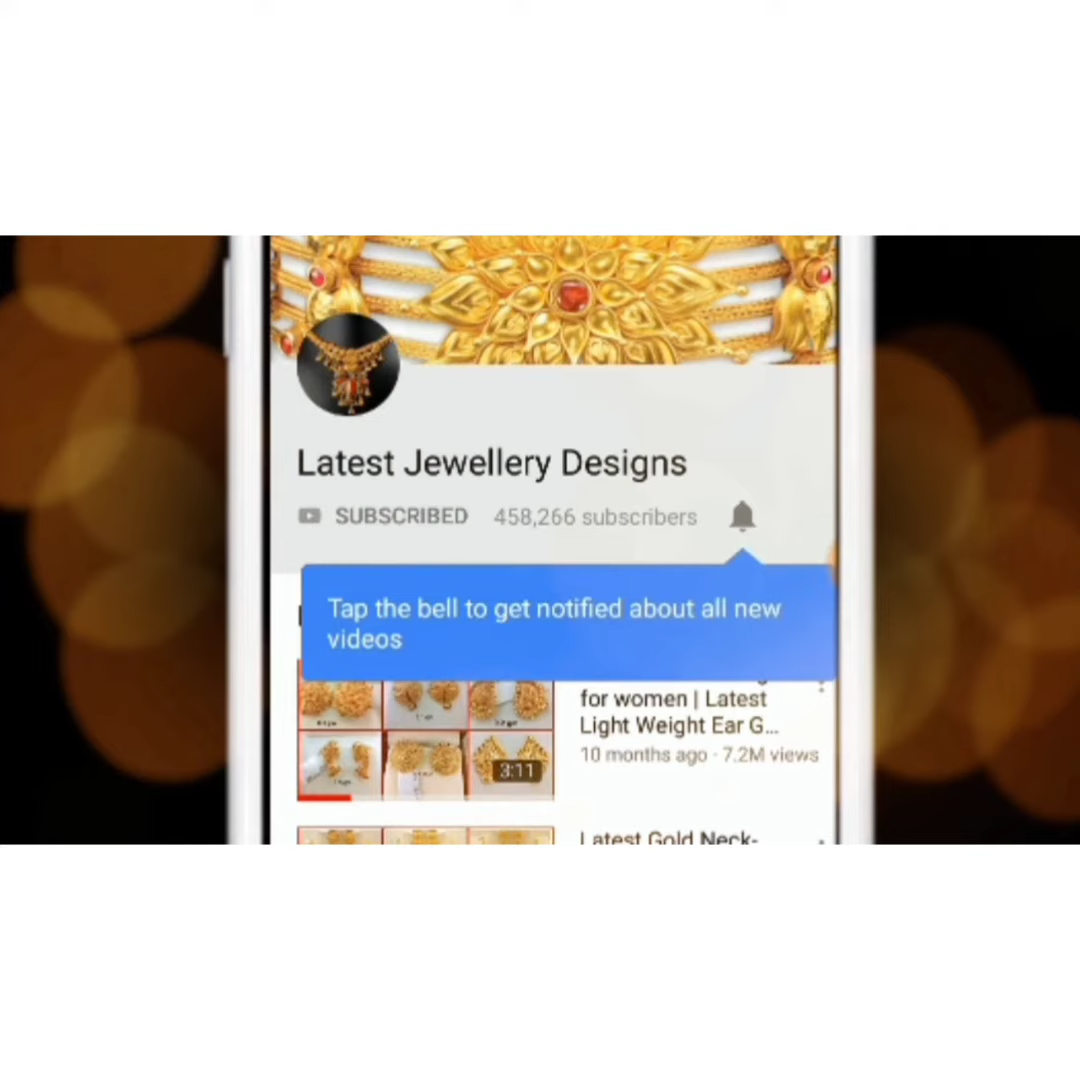 Latest Jewellery Designs
SUBSCRIBED 458,266 subscribers
Tap the bell to get notified about all new
videos
for women | Latest
Light Weight Ear G...
10 months ago · 7.2M views
3:11
Latest Gold Neck-